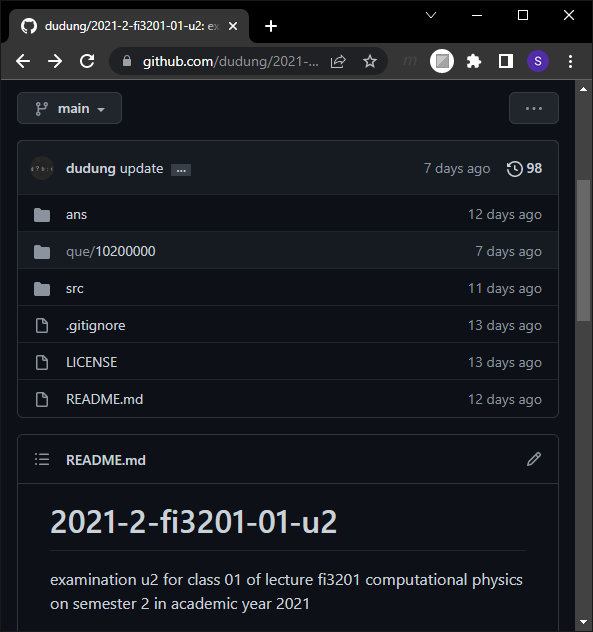 dudung/2021-2-fi3201-01-u2: ex
github.com/dudung/2021-...
S
main
dudung update ... 7 days ago 98
ans 12 days ago
que/10200000 7 days ago
src 11 days ago
.gitignore 13 days ago
LICENSE 13 days ago
README.md 12 days ago
README.md
2021-2-fi3201-01-u2
examination u2 for class 01 of lecture fi3201 computational physics
on semester 2 in academic year 2021